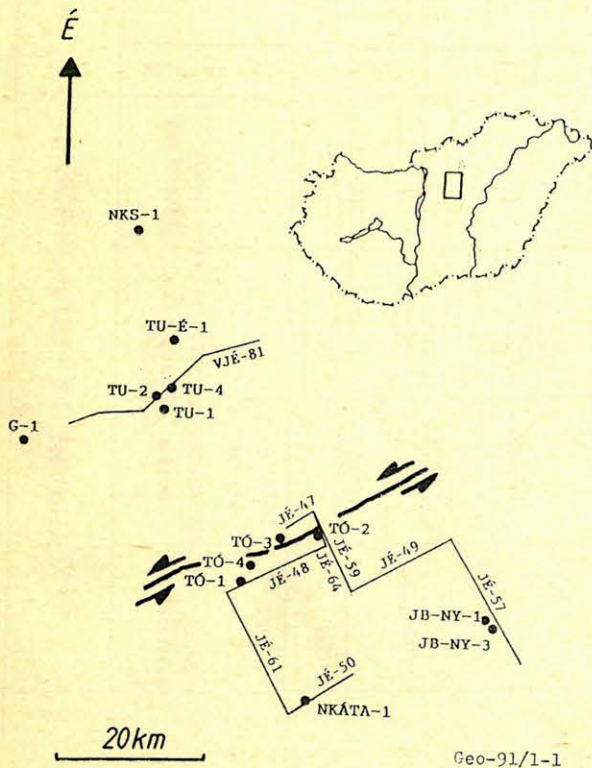 É
NKS-1
TU-É-1
VJÉ-81
TU-2
TU-4
TU-1
G-1
JÉ-47
TÓ-2
TÓ-3
JÉ-59
JÉ-49
TÓ-4
JÉ-48
JÉ-64
TÓ-1
JÉ-57
JB-NY-1
JB-NY-3
JÉ-61
JÉ-50
NKÁTA-1
20km
Geo-91/1-1